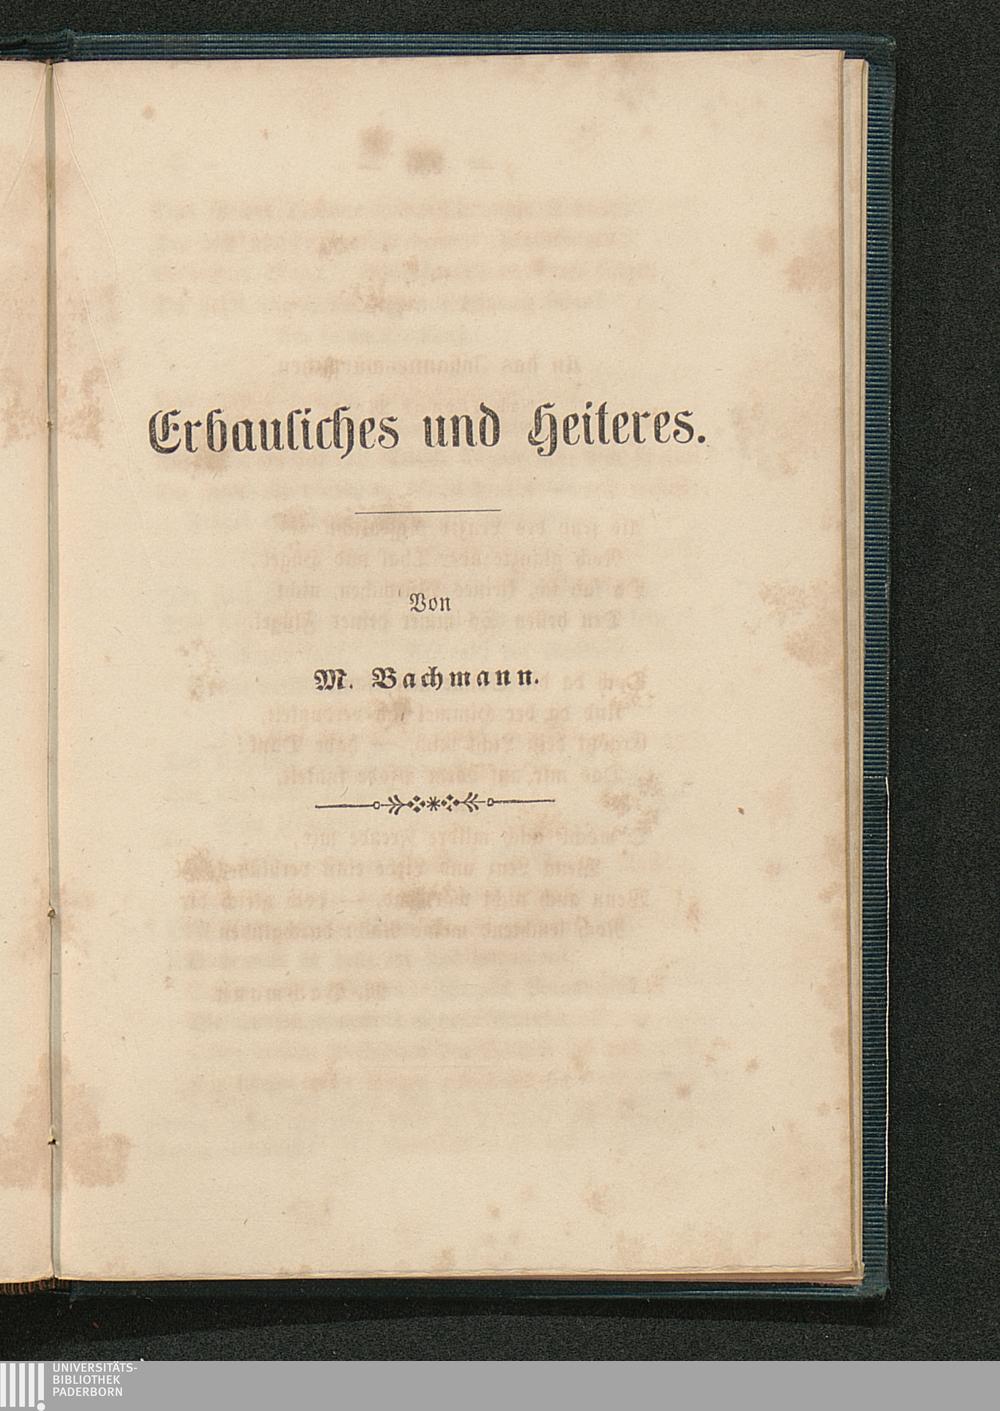 Erbauliches und Heiteres.
Von
M. Bachmann.
UNIVERSITÄTS-
BIBLIOTHEK
PADERBORN